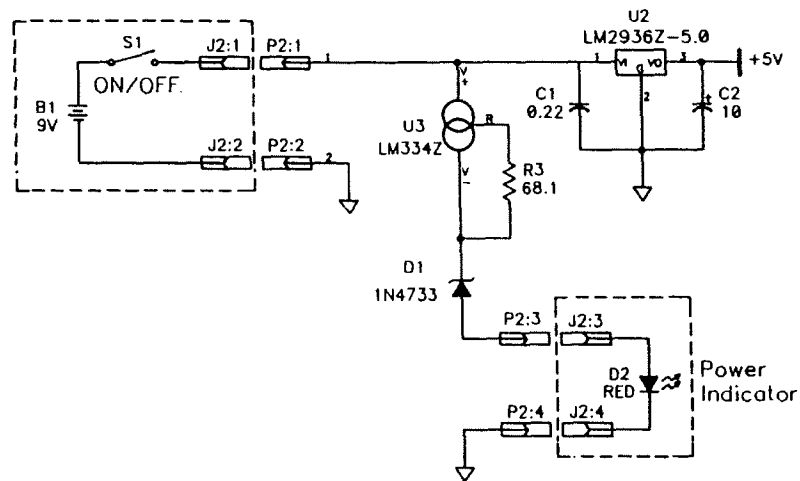 S1
ON/OFF.
B1
9V
J2:1 P2:1
1
J2:2 P2:2
2
V
+
U3
LM334Z
R
V
-
R3
68.1
C1
0.22
U2
LM2936Z-5.0
1
VI
G
VO
3
2
C2
10
+
+5V
D1
1N4733
P2:3 J2:3
D2
RED
P2:4 J2:4
Power
Indicator